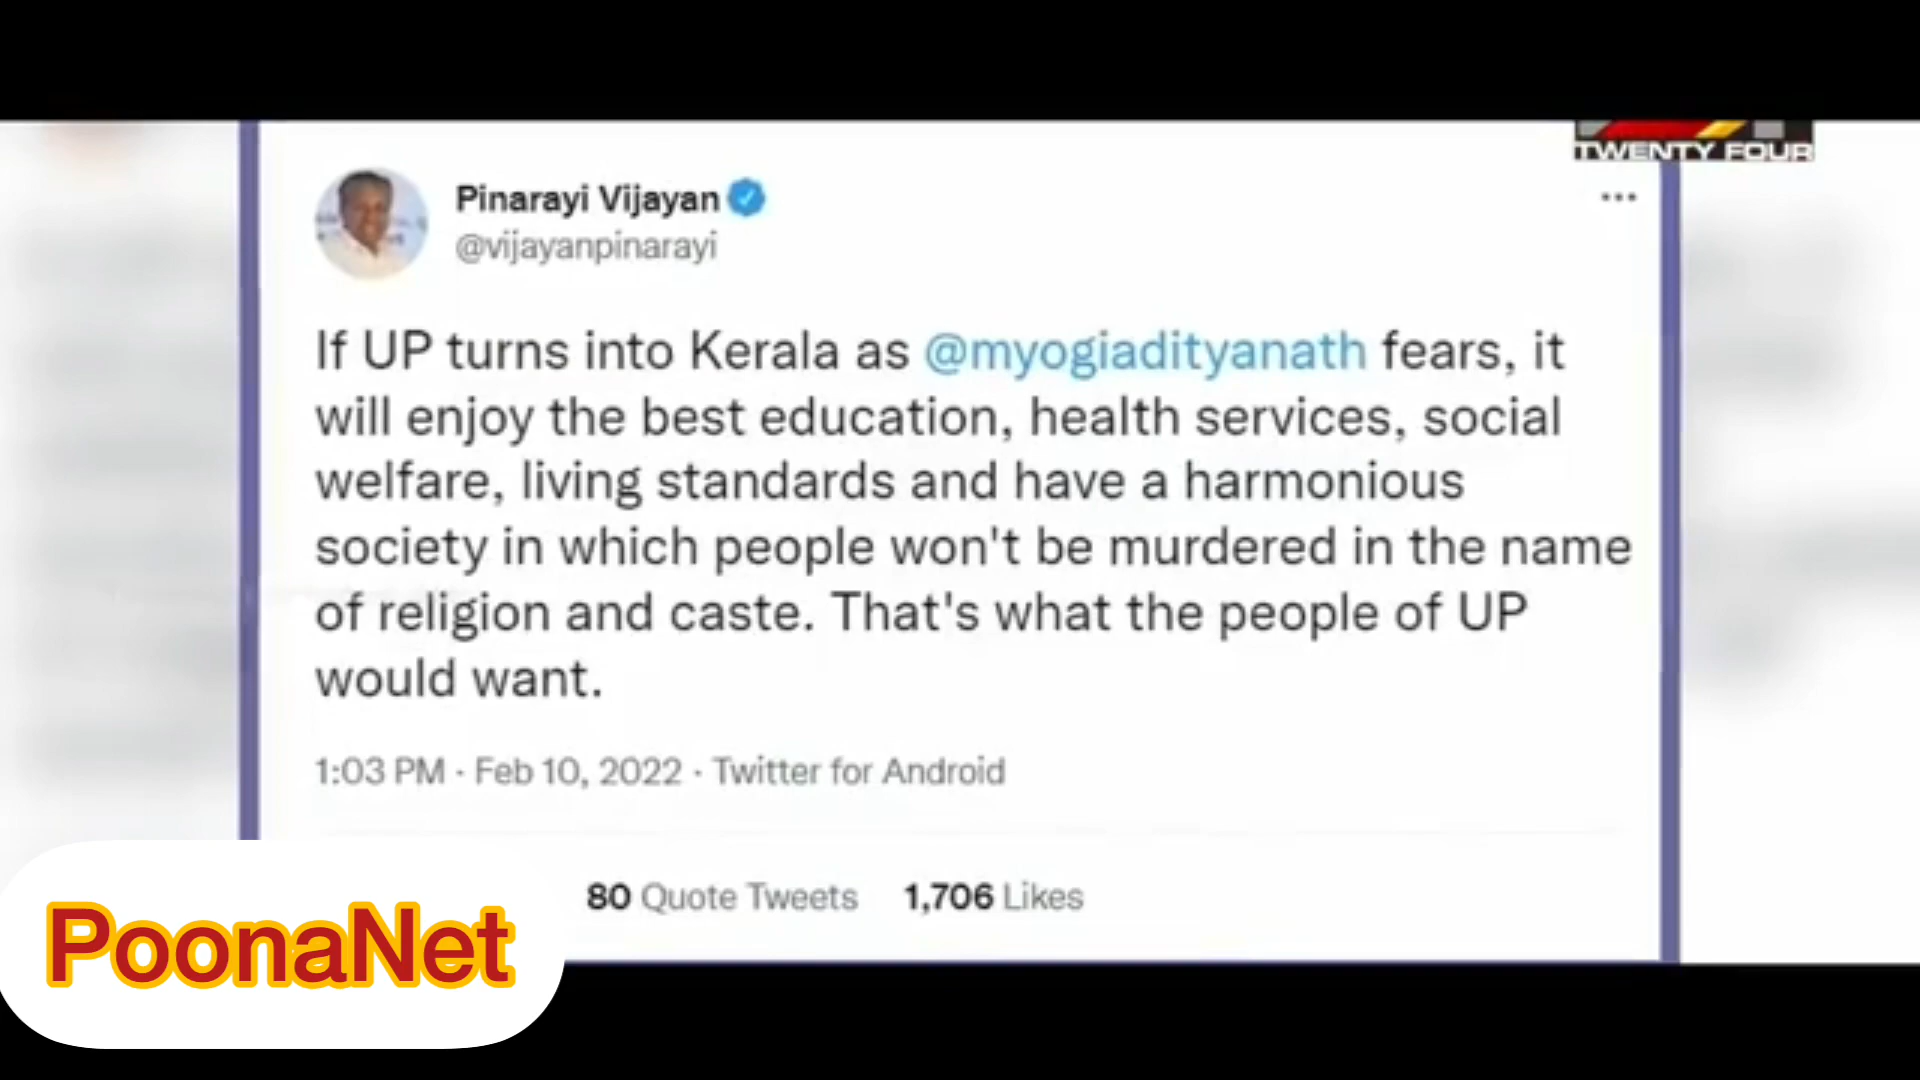 TWENTY FOUR
Pinarayi Vijayan
@vijayanpinarayi
If UP turns into Kerala as @myogiadityanath fears, it
will enjoy the best education, health services, social
welfare, living standards and have a harmonious
society in which people won't be murdered in the name
of religion and caste. That's what the people of UP
would want.
1:03 PM · Feb 10, 2022 · Twitter for Android
80 Quote Tweets 1,706 Likes
PoonaNet